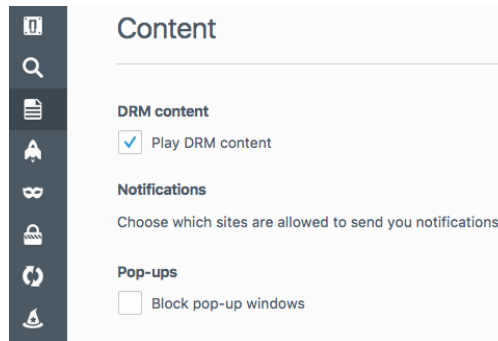 Content
DRM content
Play DRM content
Notifications
Choose which sites are allowed to send you notifications
Pop-ups
Block pop-up windows